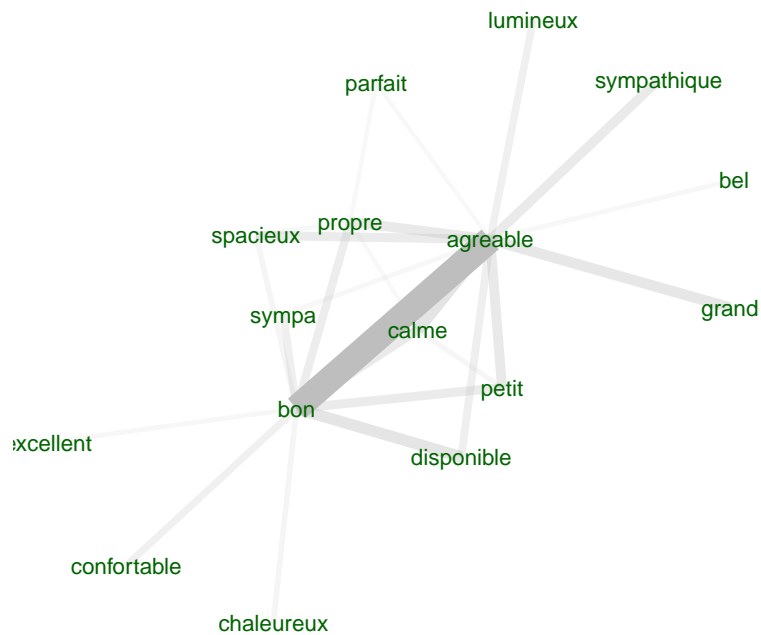 lumineux
sympathique
parfait
bel
propre
spacieux
agreable
grand
sympa
calme
petit
bon
xcellent
disponible
confortable
chaleureux